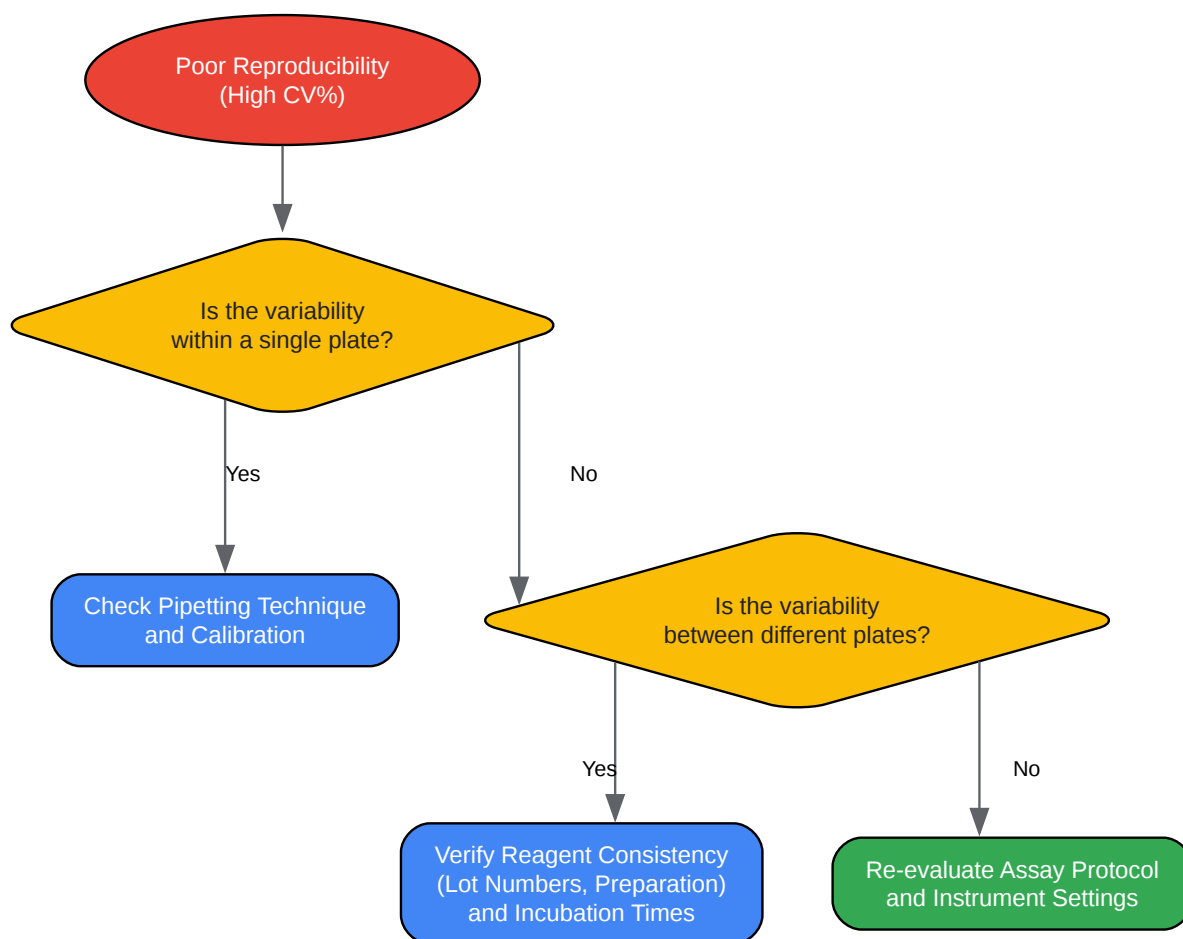 Poor Reproducibility
(High CV%)
Is the variability
within a single plate?
Yes
No
Check Pipetting Technique
and Calibration
Is the variability
between different plates?
Yes
No
Verify Reagent Consistency
(Lot Numbers, Preparation)
and Incubation Times
Re-evaluate Assay Protocol
and Instrument Settings